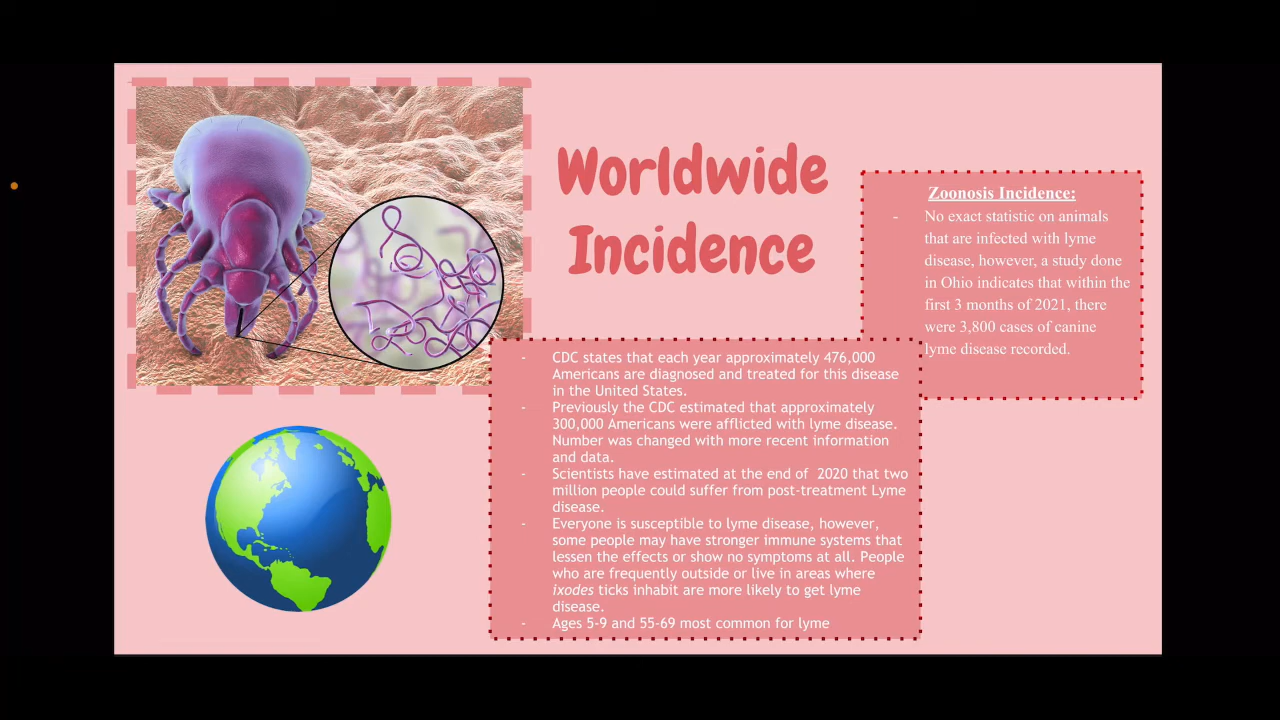 Worldwide
Incidence
Zoonosis Incidence:
- No exact statistic on animals
that are infected with lyme
disease, however, a study done
in Ohio indicates that within the
first 3 months of 2021, there
were 3,800 cases of canine
lyme disease recorded.
- CDC states that each year approximately 476,000
Americans are diagnosed and treated for this disease
in the United States.
- Previously the CDC estimated that approximately
300,000 Americans were afflicted with lyme disease.
Number was changed with more recent information
and data.
- Scientists have estimated at the end of  2020 that two
million people could suffer from post-treatment Lyme
disease.
- Everyone is susceptible to lyme disease, however,
some people may have stronger immune systems that
lessen the effects or show no symptoms at all. People
who are frequently outside or live in areas where
ixodes ticks inhabit are more likely to get lyme
disease.
- Ages 5-9 and 55-69 most common for lyme